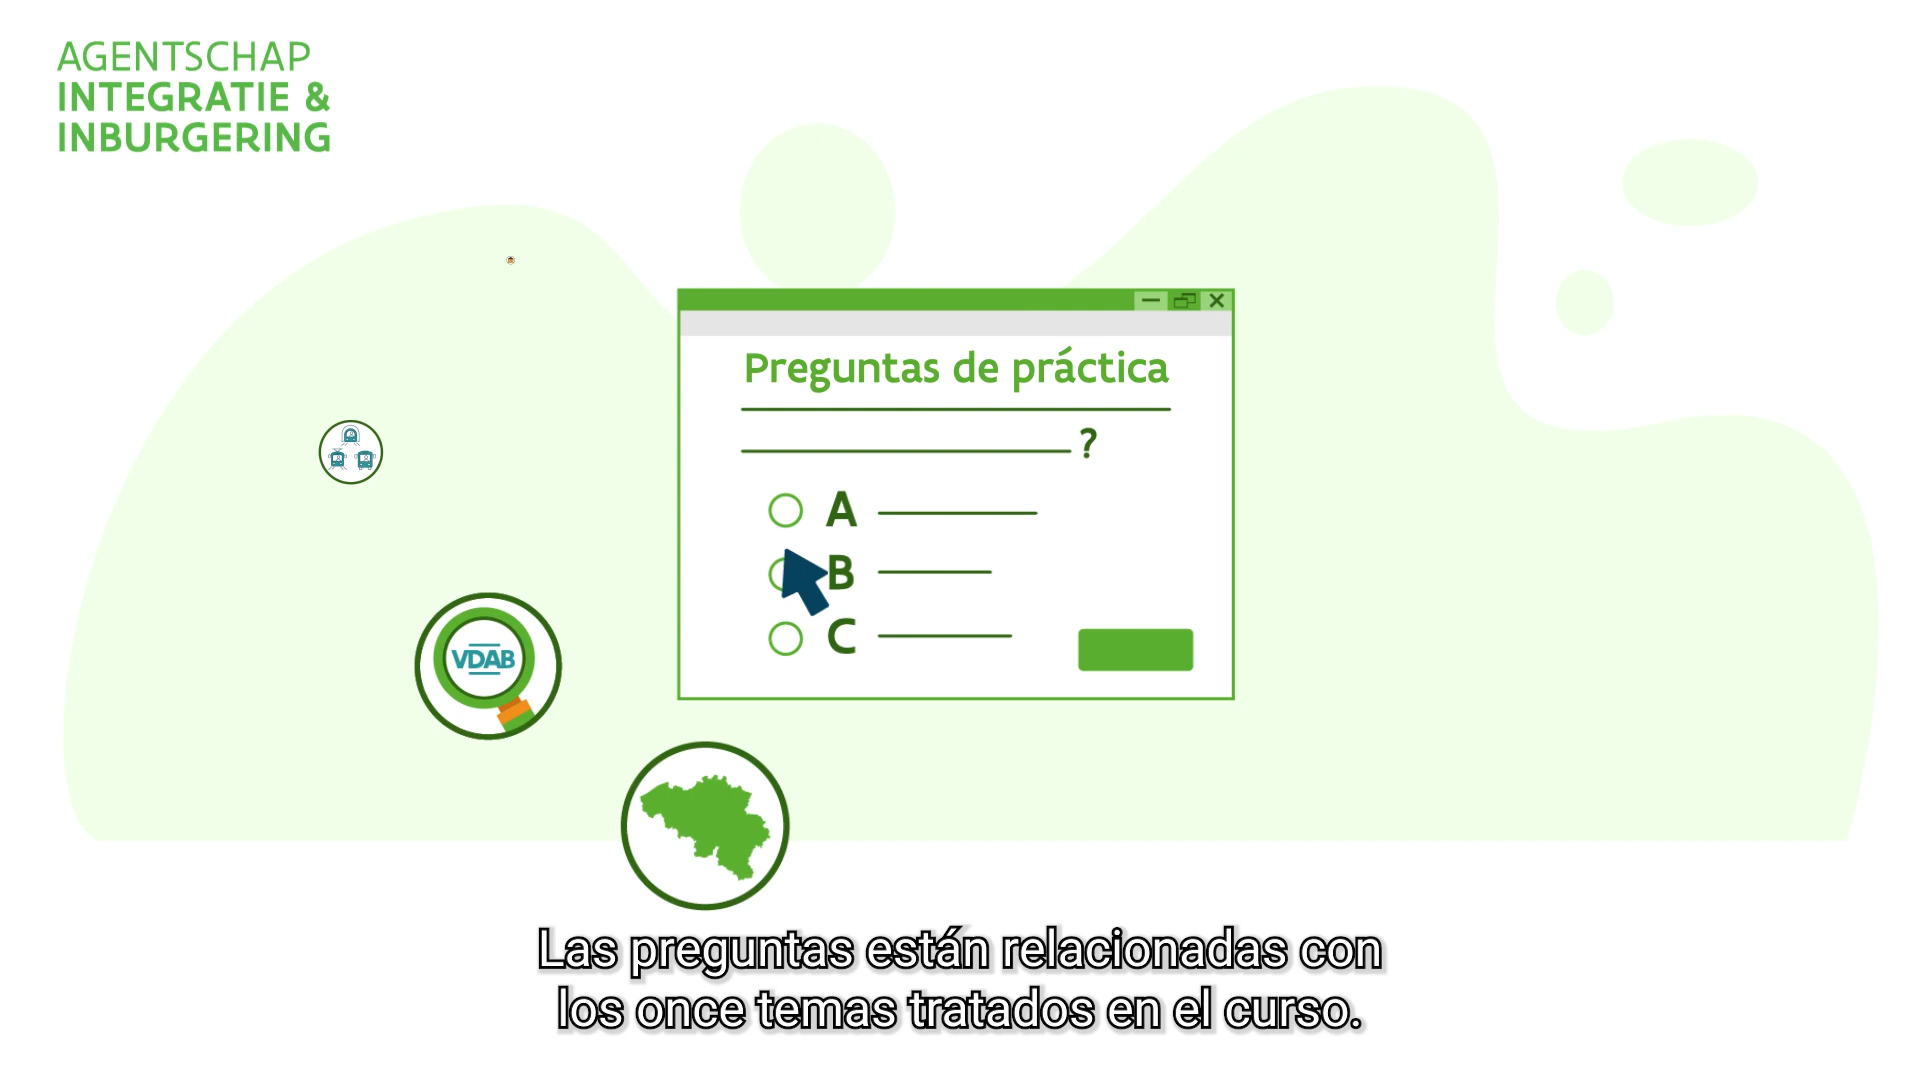 AGENTSCHAP
INTEGRATIE &
INBURGERING
Preguntas de práctica
?
A
B
C
VDAB
Las preguntas están relacionadas con
los once temas tratados en el curso.